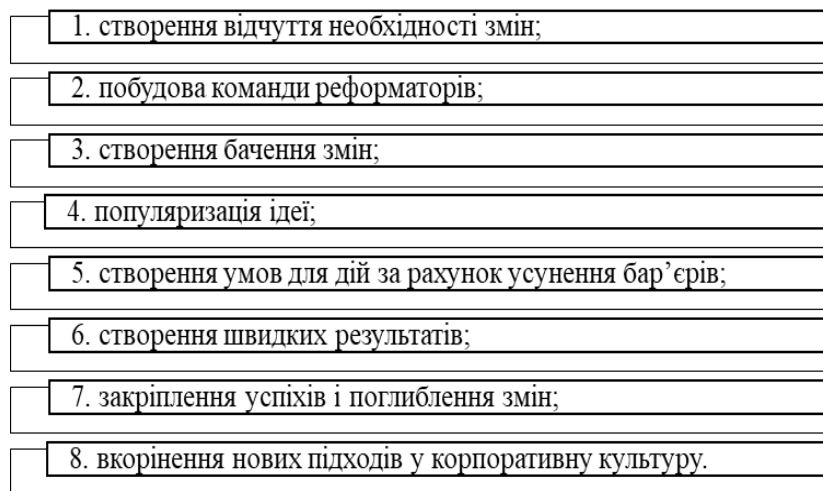 1. створення відчуття необхідності змін;
2. побудова команди реформаторів;
3. створення бачення змін;
4. популяризація ідеї;
5. створення умов для дій за рахунок усунення бар’єрів;
6. створення швидких результатів;
7. закріплення успіхів і поглиблення змін;
8. вкорінення нових підходів у корпоративну культуру.